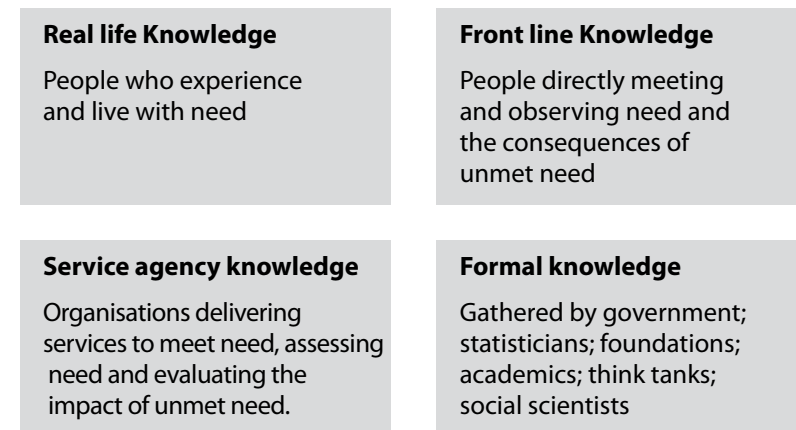 Real life Knowledge
People who experience
and live with need
Front line Knowledge
People directly meeting
and observing need and
the consequences of
unmet need
Service agency knowledge
Organisations delivering
services to meet need, assessing
need and evaluating the
impact of unmet need.
Formal knowledge
Gathered by government;
statisticians; foundations;
academics; think tanks;
social scientists